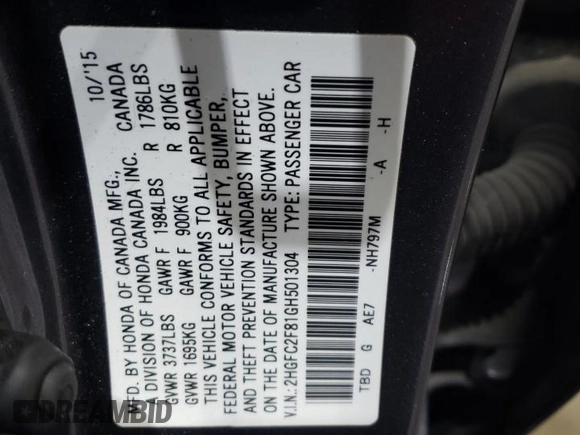 MFD. BY HONDA OF CANADA MFG., 10/'15
A DIVISION OF HONDA CANADA INC. CANADA
GVWR 3737LBS GAWR F 1984LBS R 1786LBS
GVWR 1695KG GAWR F 900KG R 810KG
THIS VEHICLE CONFORMS TO ALL APPLICABLE
FEDERAL MOTOR VEHICLE SAFETY, BUMPER,
AND THEFT PREVENTION STANDARDS IN EFFECT
ON THE DATE OF MANUFACTURE SHOWN ABOVE.
V.I.N.:2HGFC2F81GH501304 TYPE: PASSENGER CAR
TBD G AE7 -NH797M -A -H
DREAMBID